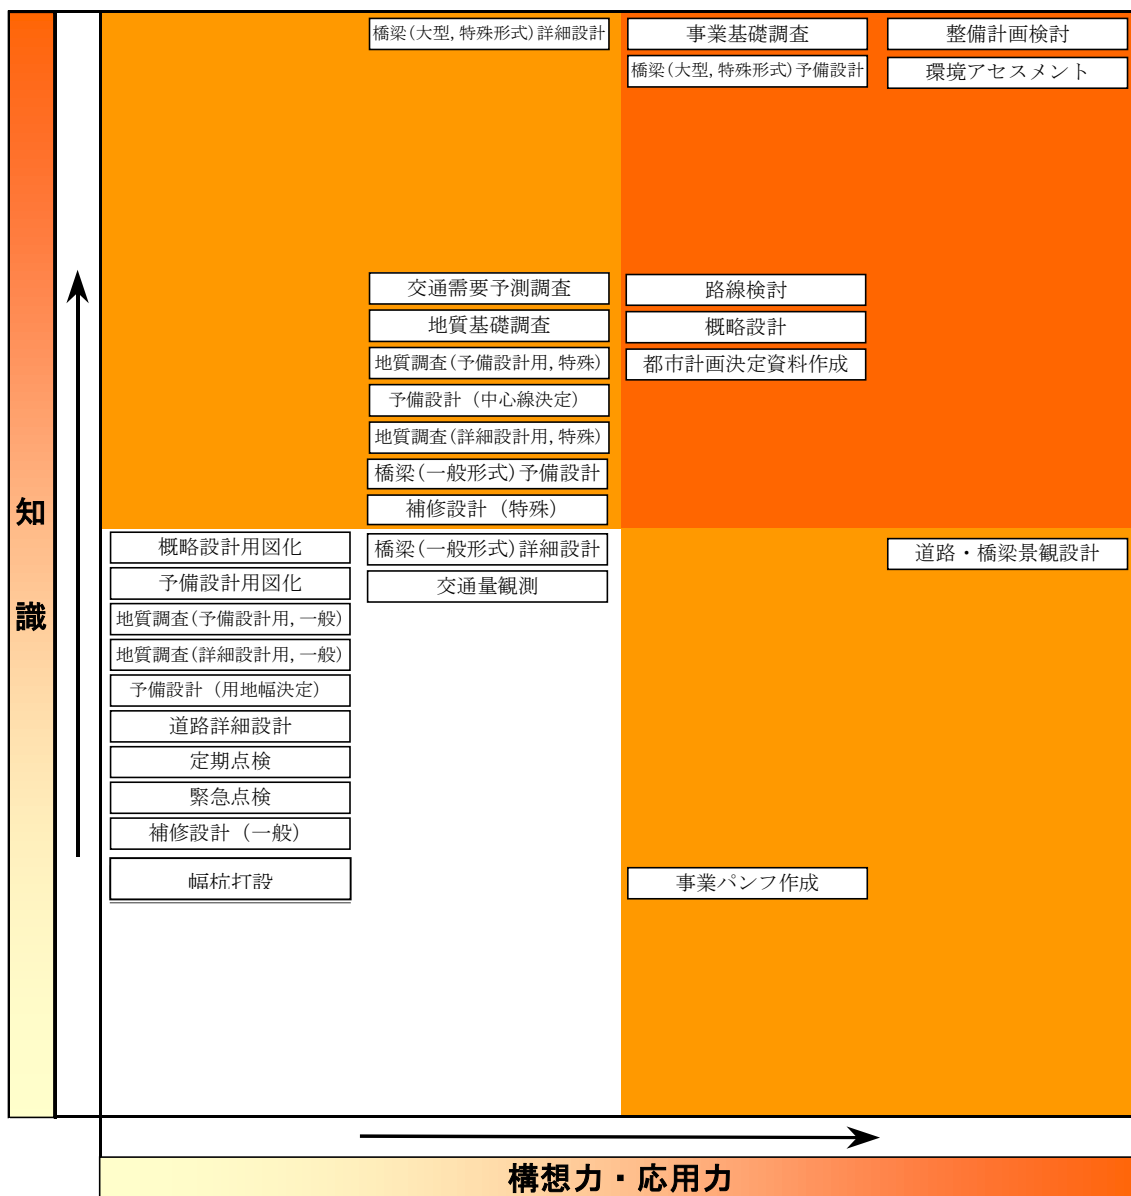 橋梁(大型,特殊形式)詳細設計
事業基礎調査
整備計画検討
橋梁(大型,特殊形式)予備設計
環境アセスメント
交通需要予測調査
路線検討
地質基礎調査
概略設計
地質調査(予備設計用,特殊)
都市計画決定資料作成
予備設計（中心線決定）
地質調査(詳細設計用,特殊)
橋梁(一般形式)予備設計
補修設計（特殊）
知識
概略設計用図化
橋梁(一般形式)詳細設計
道路・橋梁景観設計
予備設計用図化
交通量観測
地質調査(予備設計用,一般)
地質調査(詳細設計用,一般)
予備設計（用地幅決定）
道路詳細設計
定期点検
緊急点検
補修設計（一般）
幅杭打設
事業パンフ作成
構想力・応用力